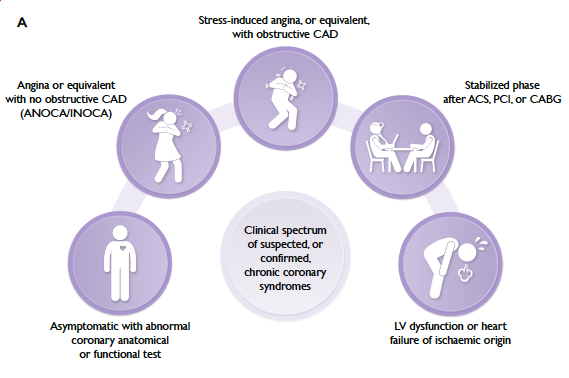 A
Stress-induced angina, or equivalent,
with obstructive CAD
Angina or equivalent
with no obstructive CAD
(ANOCA/INOCA)
Stabilized phase
after ACS, PCI, or CABG
Clinical spectrum
of suspected, or
confirmed,
chronic coronary
syndromes
Asymptomatic with abnormal
coronary anatomical
or functional test
LV dysfunction or heart
failure of ischaemic origin